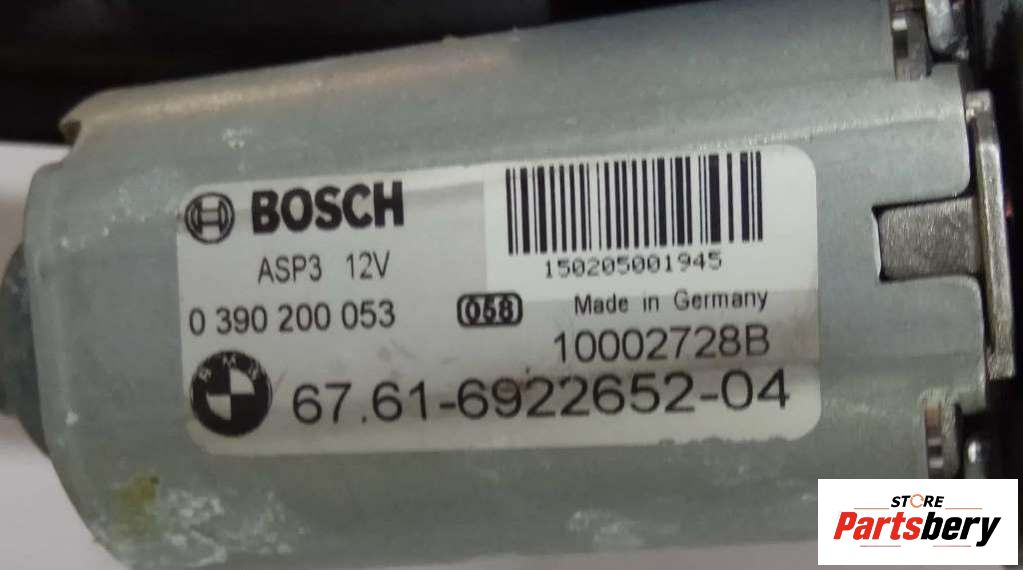 BOSCH
ASP3 12V
150205001945
0 390 200 053
058
Made in Germany
10002728B
BMW
67.61-6922652-04
STORE
Partsbery